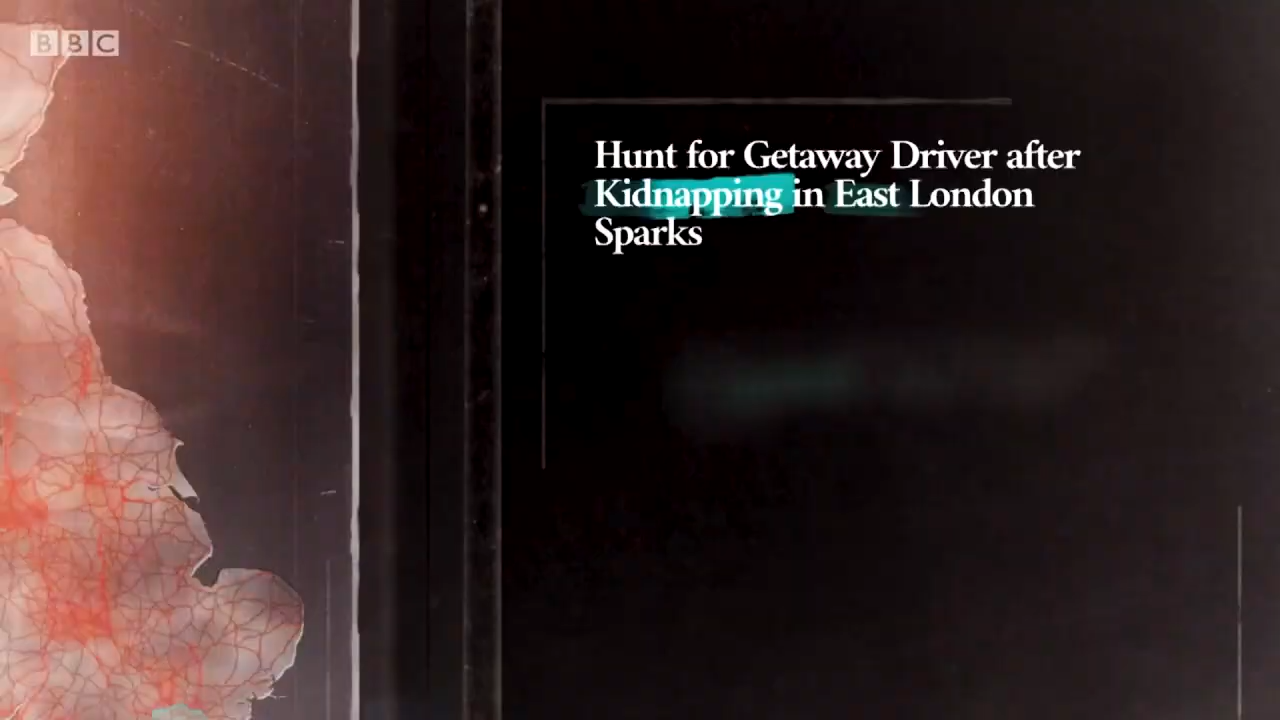 BBC
Hunt for Getaway Driver after
Kidnapping in East London
Sparks